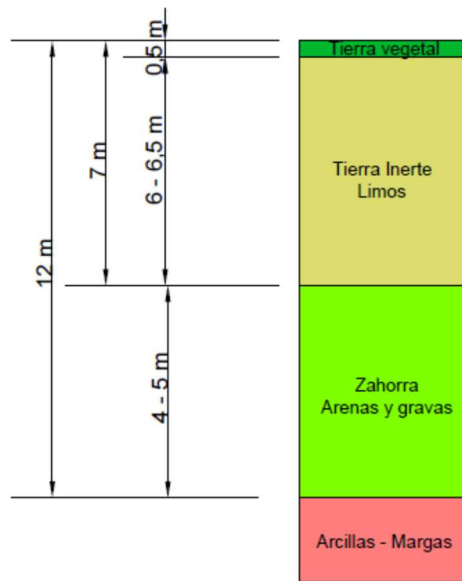 0,5 m
Tierra vegetal
7 m
6 - 6,5 m
Tierra Inerte
Limos
12 m
4 - 5 m
Zahorra
Arenas y gravas
Arcillas - Margas